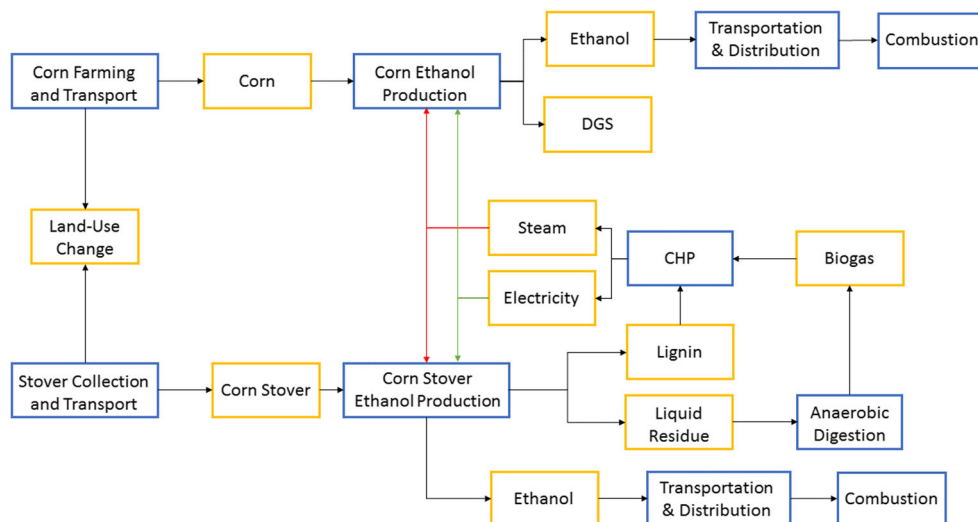 Ethanol
Transportation
& Distribution
Combustion
Corn Farming
and Transport
Corn
Corn Ethanol
Production
DGS
Land-Use
Change
Steam
CHP
Biogas
Electricity
Lignin
Stover Collection
and Transport
Corn Stover
Corn Stover
Ethanol Production
Liquid
Residue
Anaerobic
Digestion
Ethanol
Transportation
& Distribution
Combustion